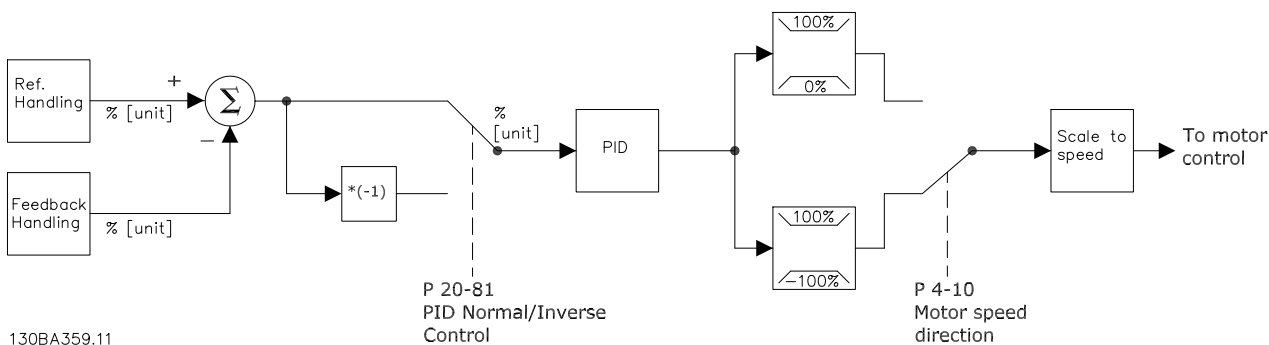 Ref.
Handling
+
% [unit]
Σ
−
Feedback
Handling
% [unit]
*(-1)
%
[unit]
P 20-81
PID Normal/Inverse
Control
PID
100%
0%
100%
−100%
P 4-10
Motor speed
direction
Scale to
speed
To motor
control
130BA359.11